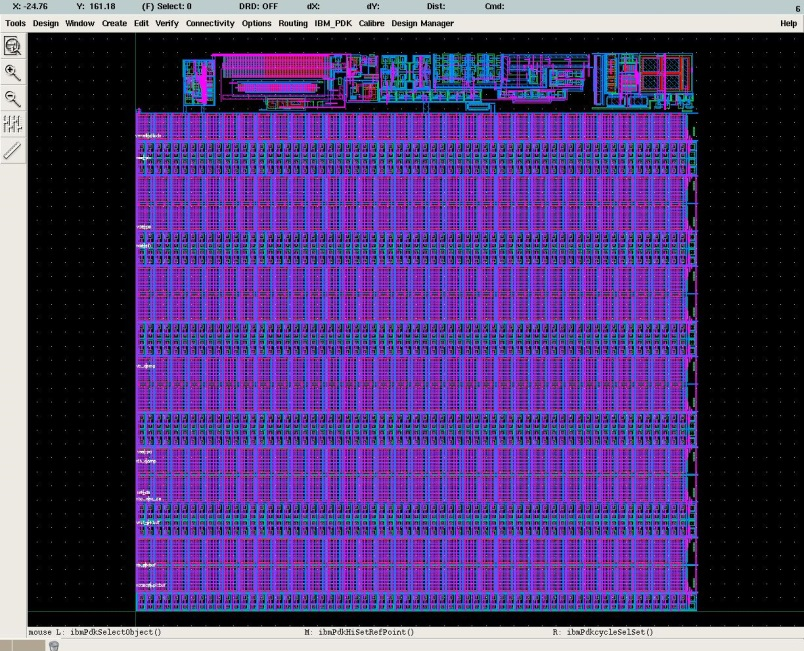 X: -24.76 Y: 161.18 (F) Select: 0 DRD: OFF dX: dY: Dist: Cmd: 6
Tools Design Window Create Edit Verify Connectivity Options Routing IBM_PDK Calibre Design Manager Help
mouse L: ibmPdkSelectObject() M: ibmPdkHiSetRefPoint() R: ibmPdkcycleSelSet()